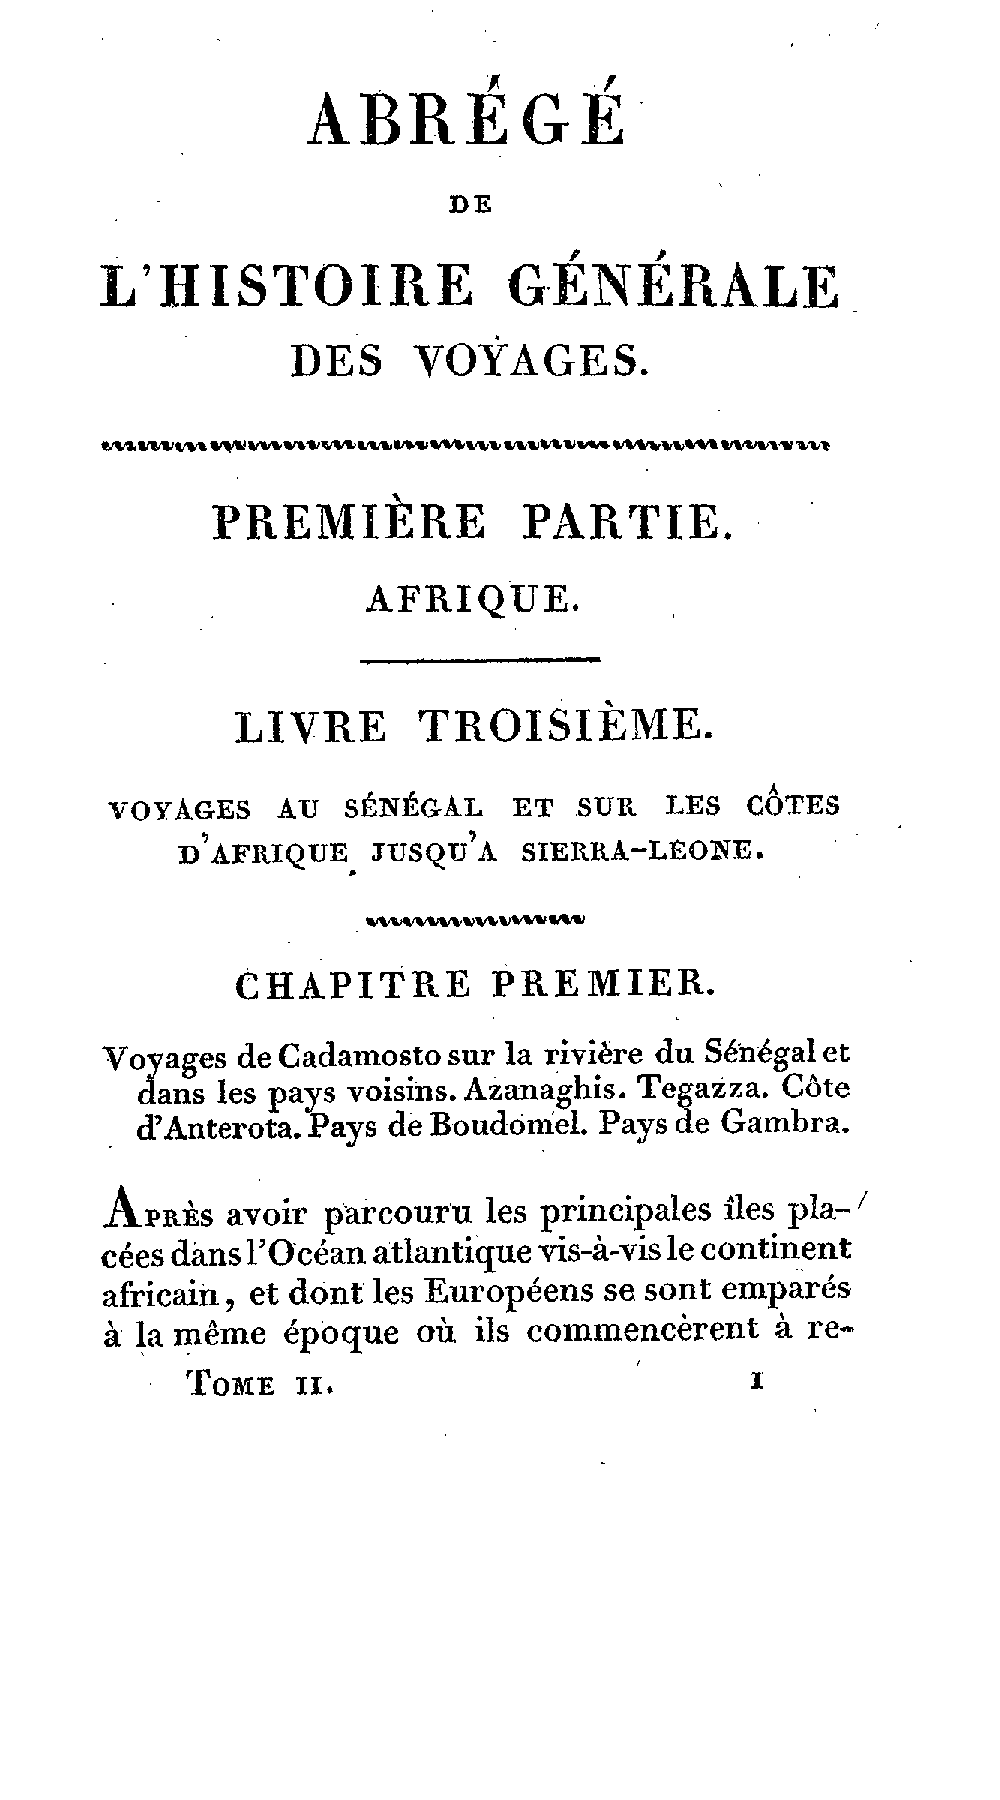 ABRÉGÉ
DE
L'HISTOIRE GÉNÉRALE
DES VOYAGES.
PREMIÈRE PARTIE.
AFRIQUE.
LIVRE TROISIÈME.
VOYAGES AU SÉNÉGAL ET SUR LES CÔTES
D'AFRIQUE JUSQU'A SIERRA-LEONE.
CHAPITRE PREMIER.
Voyages de Cadamosto sur la rivière du Sénégal et
dans les pays voisins. Azanaghis. Tegazza. Côte
d'Anterota. Pays de Boudomel. Pays de Gambra.
APRÈS avoir parcouru les principales îles pla-
cées dans l'Océan atlantique vis-à-vis le continent
africain, et dont les Européens se sont emparés
à la même époque où ils commencèrent à re-
TOME II. 1